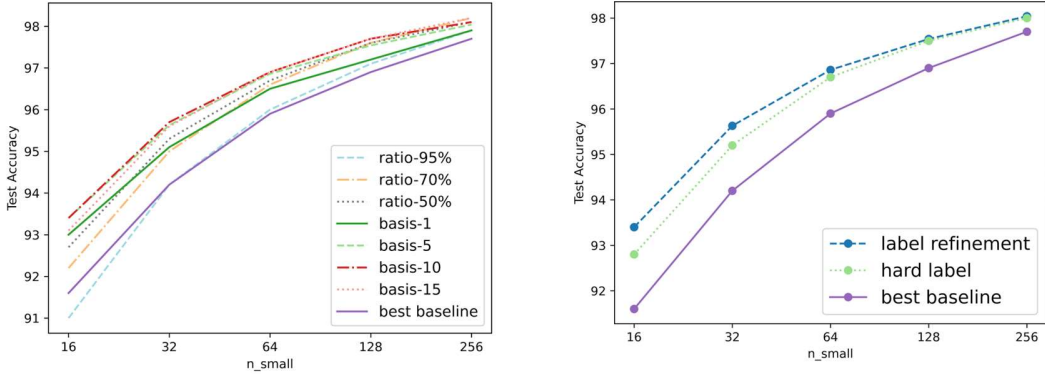 98
97
96
95
94
93
92
91
Test Accuracy
16
32
64
128
256
n_small
ratio-95%
ratio-70%
ratio-50%
basis-1
basis-5
basis-10
basis-15
best baseline
98
97
96
95
94
93
92
Test Accuracy
16
32
64
128
256
n_small
label refinement
hard label
best baseline